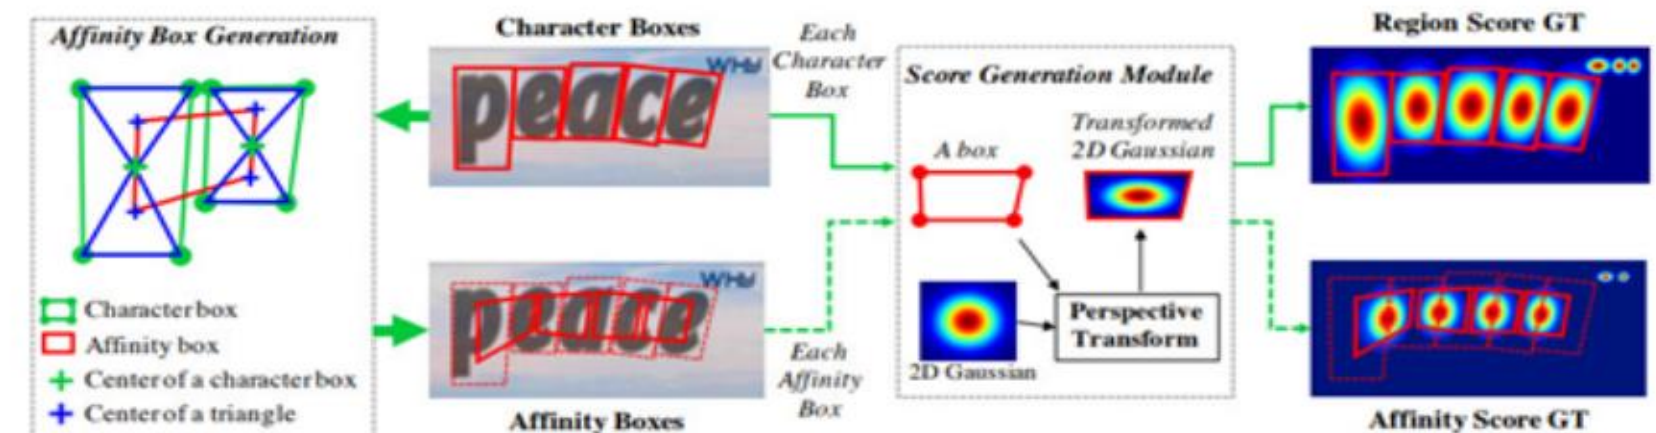 Affinity Box Generation
Character box
Affinity box
Center of a character box
Center of a triangle
Character Boxes
peace
WHY
Each
Character
Box
peace
WHY
Affinity Boxes
Each
Affinity
Box
Score Generation Module
A box
Transformed
2D Gaussian
2D Gaussian
Perspective
Transform
Region Score GT
Affinity Score GT